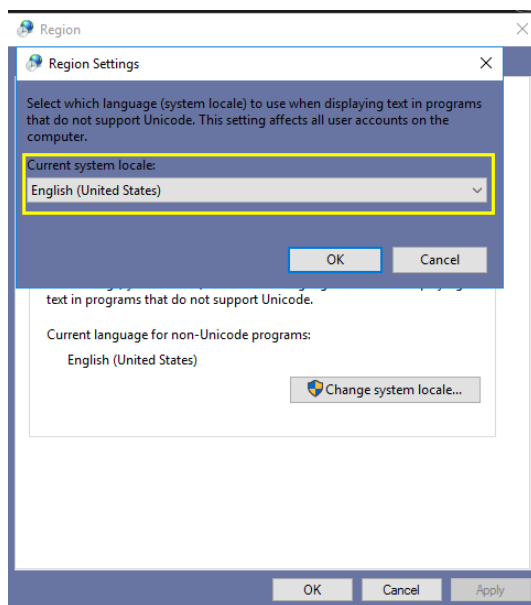 Region
Region Settings
Select which language (system locale) to use when displaying text in programs
that do not support Unicode. This setting affects all user accounts on the
computer.
Current system locale:
English (United States)
OK Cancel
text in programs that do not support Unicode.
Current language for non-Unicode programs:
English (United States)
Change system locale...
OK Cancel Apply